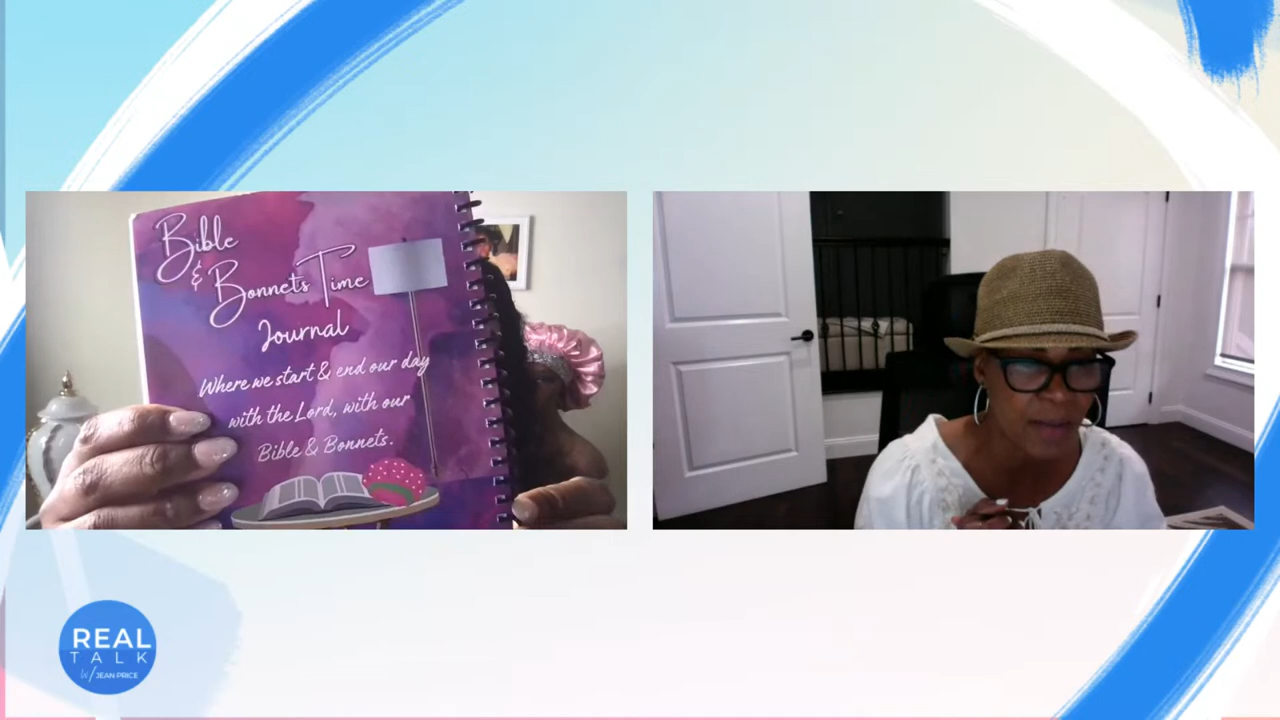 Bible
& Bonnets Time
Journal
Where we start & end our day
with the Lord, with our
Bible & Bonnets.
REAL
TALK
W/ JEAN PRICE